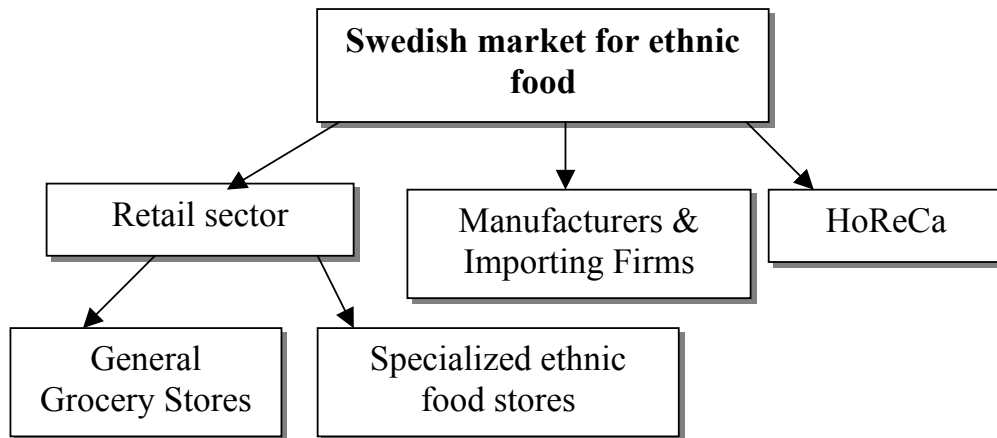 Swedish market for ethnic
food
Retail sector
Manufacturers &
Importing Firms
HoReCa
General
Grocery Stores
Specialized ethnic
food stores